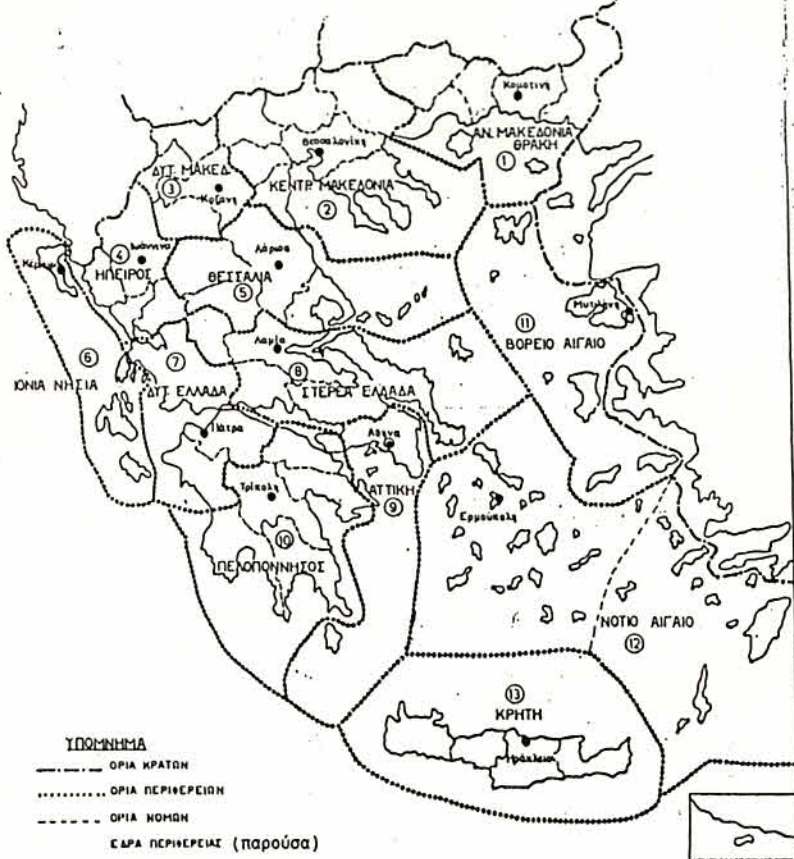 Κομοτινή
ΑΝ. ΜΑΚΕΔΟΝΙΑ
ΘΡΑΚΗ
1
Θεσσαλονίκη
ΔΥΤ. ΜΑΚΕΔ.
3
Κοζάνη
ΚΕΝΤΡ. ΜΑΚΕΔΟΝΙΑ
2
4
Ιωάννινα
ΗΠΕΙΡΟΣ
Λάρισα
ΘΕΣΣΑΛΙΑ
5
Μυτιλήνη
11
ΒΟΡΕΙΟ ΑΙΓΑΙΟ
6
ΙΟΝΙΑ ΝΗΣΙΑ
7
ΔΥΤ. ΕΛΛΑΔΑ
Λαμία
8
ΣΤΕΡΕΑ ΕΛΛΑΔΑ
Πάτρα
Αθήνα
ΑΤΤΙΚΗ
9
Τρίπολη
10
ΠΕΛΟΠΟΝΝΗΣΟΣ
Ερμούπολη
ΝΟΤΙΟ ΑΙΓΑΙΟ
12
13
ΚΡΗΤΗ
Ηράκλειο
ΥΠΟΜΝΗΜΑ
ΟΡΙΑ ΚΡΑΤΩΝ
ΟΡΙΑ ΠΕΡΙΦΕΡΕΙΩΝ
ΟΡΙΑ ΝΟΜΩΝ
ΕΔΡΑ ΠΕΡΙΦΕΡΕΙΑΣ (παρούσα)